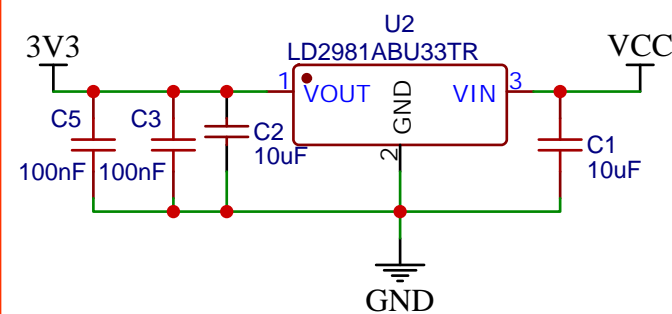 U2
3V3
LD2981ABU33TR
VCC
1
VOUT
GND
VIN
3
2
C5
100nF
C3
100nF
C2
10uF
C1
10uF
GND